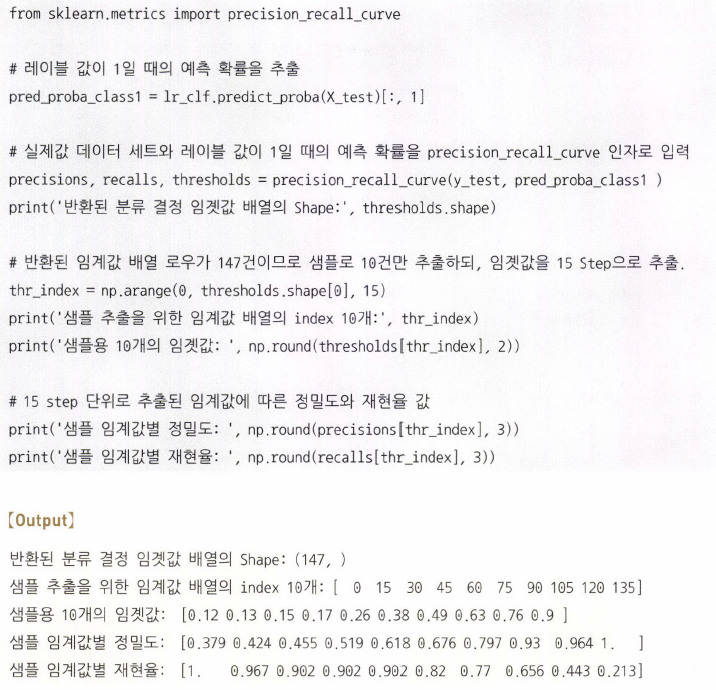 from sklearn.metrics import precision_recall_curve
# 레이블 값이 1일 때의 예측 확률을 추출
pred_proba_class1 = lr_clf.predict_proba(X_test)[:, 1]
# 실제값 데이터 세트와 레이블 값이 1일 때의 예측 확률을 precision_recall_curve 인자로 입력
precisions, recalls, thresholds = precision_recall_curve(y_test, pred_proba_class1 )
print('반환된 분류 결정 임곗값 배열의 Shape:', thresholds.shape)
# 반환된 임계값 배열 로우가 147건이므로 샘플로 10건만 추출하되, 임곗값을 15 Step으로 추출.
thr_index = np.arange(0, thresholds.shape[0], 15)
print('샘플 추출을 위한 임계값 배열의 index 10개:', thr_index)
print('샘플용 10개의 임곗값: ', np.round(thresholds[thr_index], 2))
# 15 step 단위로 추출된 임계값에 따른 정밀도와 재현율 값
print('샘플 임계값별 정밀도: ', np.round(precisions[thr_index], 3))
print('샘플 임계값별 재현율: ', np.round(recalls[thr_index], 3))
【Output】
반환된 분류 결정 임곗값 배열의 Shape: (147, )
샘플 추출을 위한 임계값 배열의 index 10개: [ 0 15 30 45 60 75 90 105 120 135]
샘플용 10개의 임곗값: [0.12 0.13 0.15 0.17 0.26 0.38 0.49 0.63 0.76 0.9 ]
샘플 임계값별 정밀도: [0.379 0.424 0.455 0.519 0.618 0.676 0.797 0.93 0.964 1. ]
샘플 임계값별 재현율: [1. 0.967 0.902 0.902 0.902 0.82 0.77 0.656 0.443 0.213]